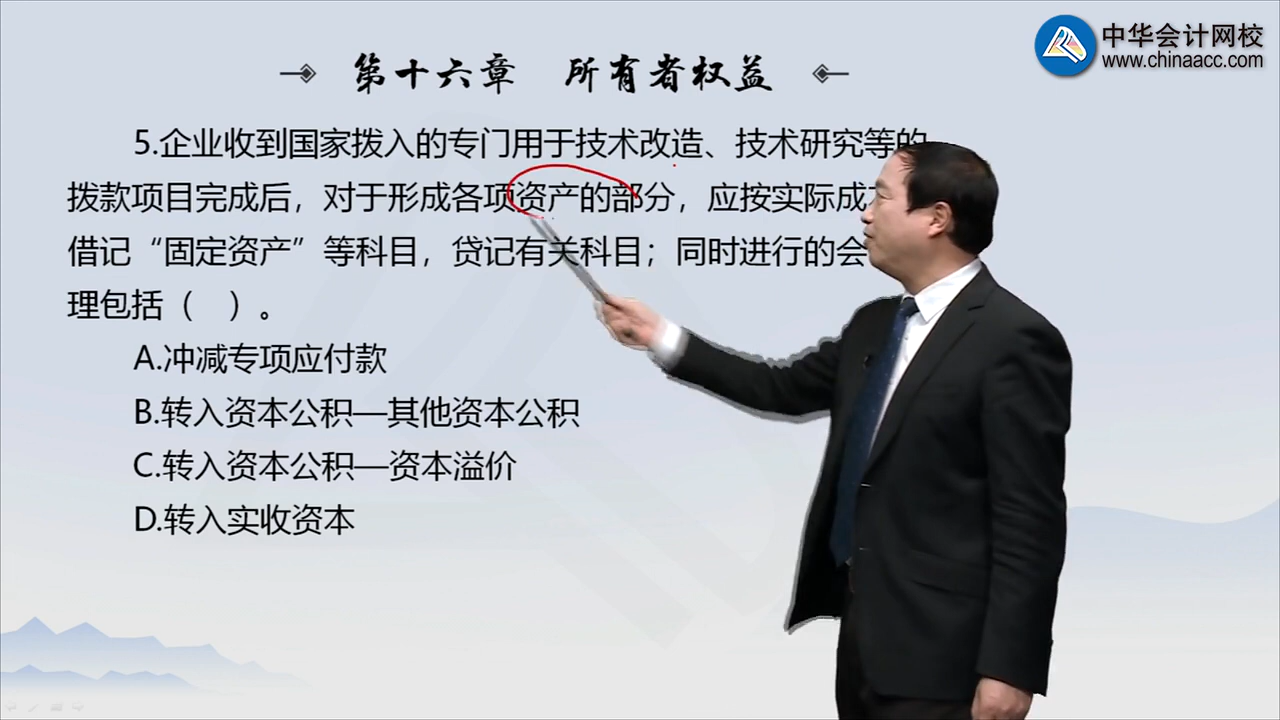 中华会计网校
www.chinaacc.com
第十六章 所有者权益
5.企业收到国家拨入的专门用于技术改造、技术研究等的
拨款项目完成后，对于形成各项资产的部分，应按实际成
借记“固定资产”等科目，贷记有关科目；同时进行的会
理包括（ ）。
A.冲减专项应付款
B.转入资本公积—其他资本公积
C.转入资本公积—资本溢价
D.转入实收资本